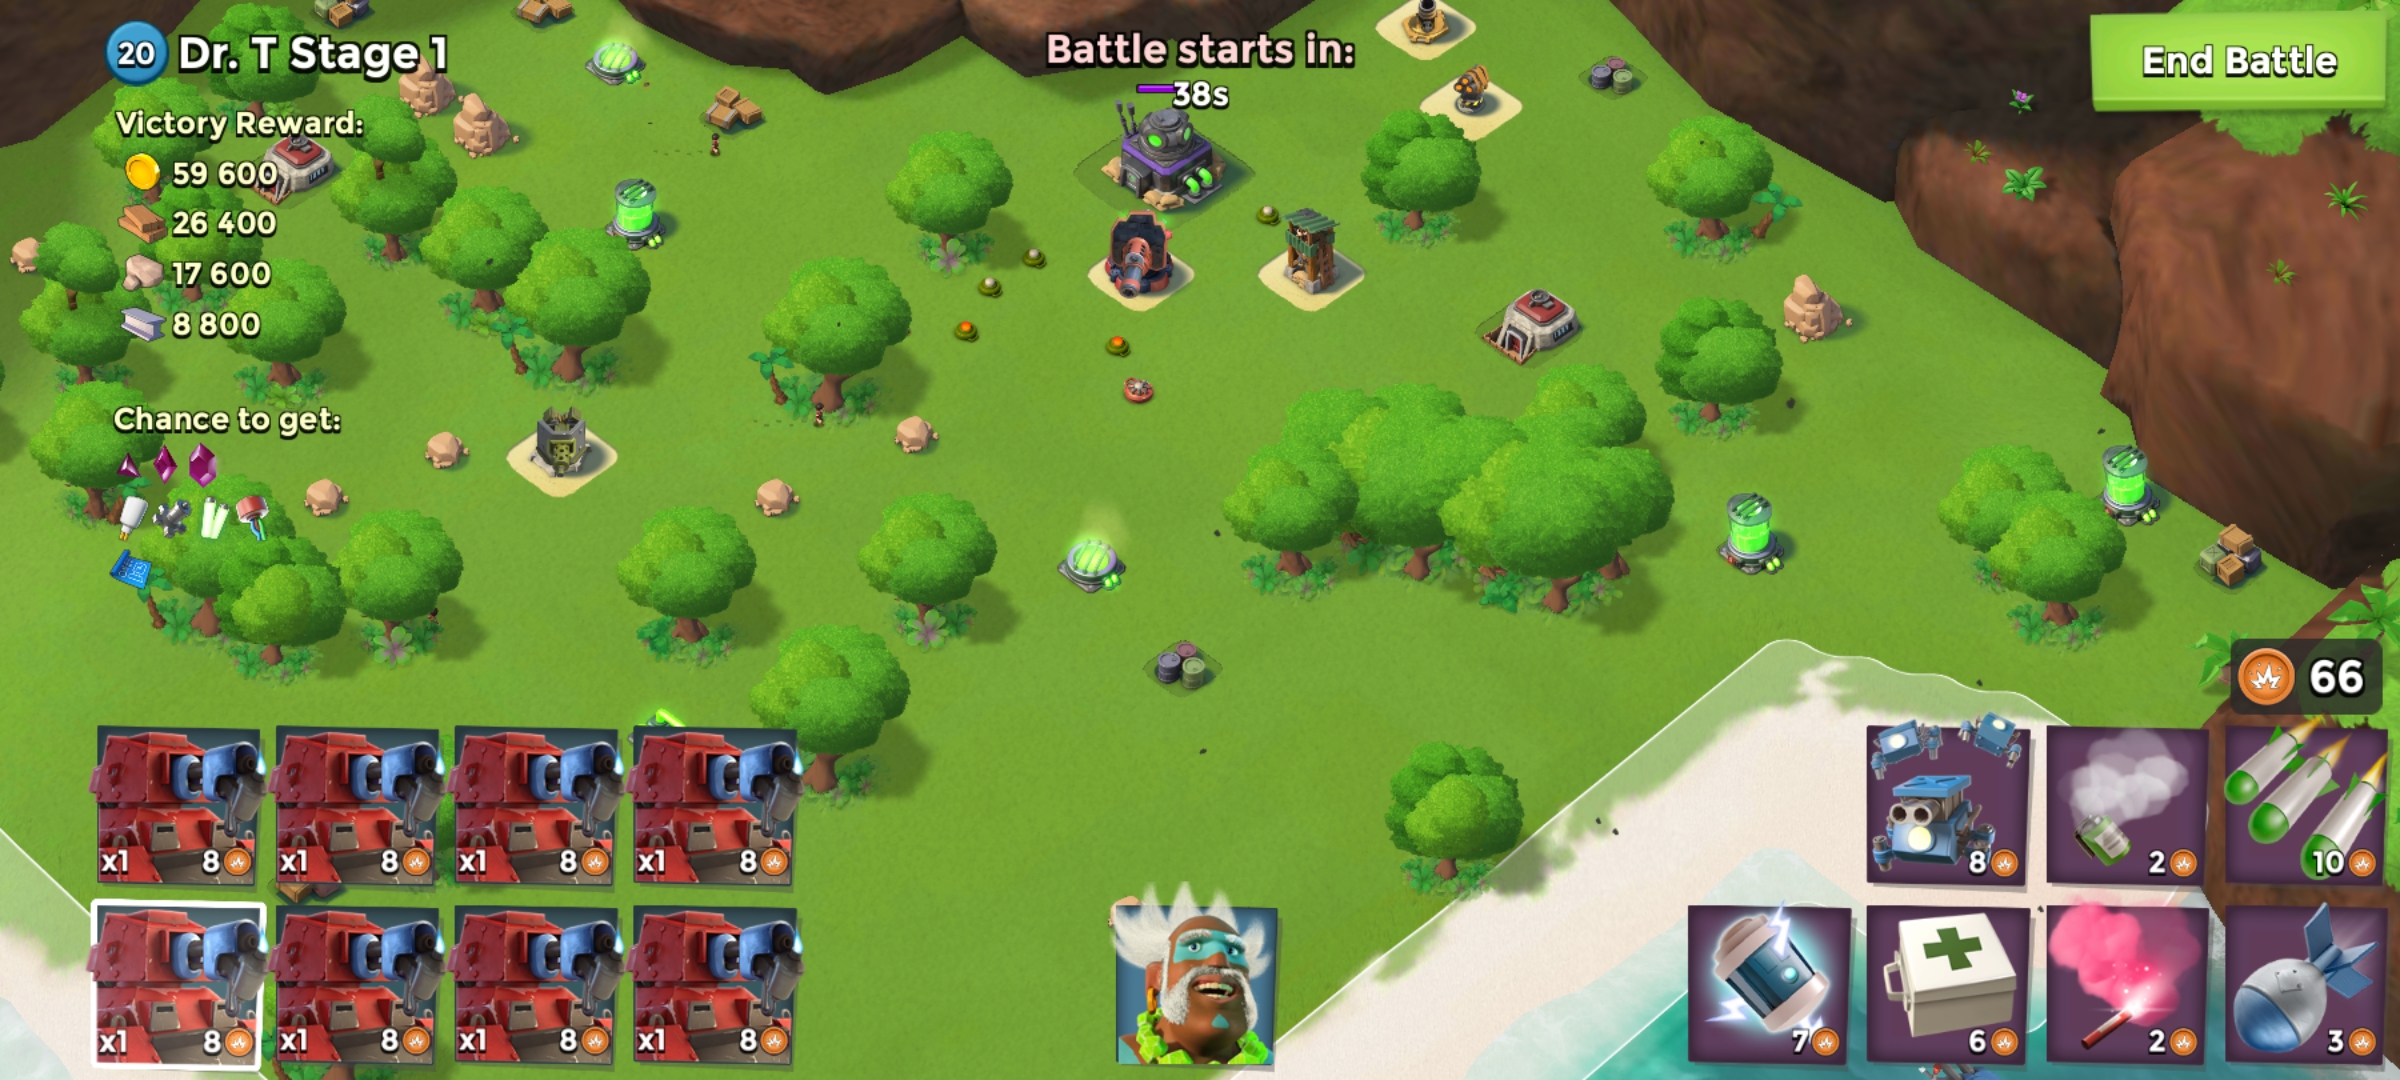 20 Dr. T Stage 1
Battle starts in:
38s
End Battle
Victory Reward:
59 600
26 400
17 600
8 800
Chance to get:
66
x1 8
x1 8
x1 8
x1 8
8
2
10
x1 8
x1 8
x1 8
x1 8
7
6
2
3